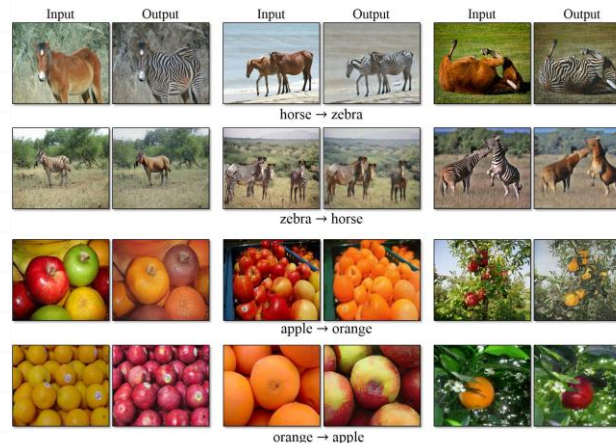 Input Output Input Output Input Output
horse → zebra
zebra → horse
apple → orange
orange → apple